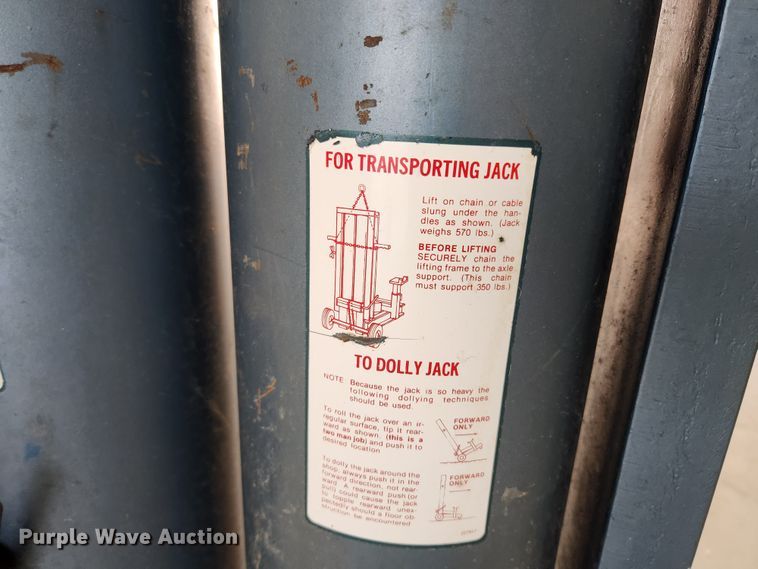 FOR TRANSPORTING JACK
Lift on chain or cable
slung under the han-
dles as shown. (Jack
weighs 570 lbs.)
BEFORE LIFTING
SECURELY chain the
lifting frame to the axle
support. (This chain
must support 350 lbs.)
TO DOLLY JACK
NOTE: Because the jack is so heavy the
following dollying techniques
should be used.
To roll the jack over an ir-
regular surface, tip it rear-
ward as shown, (this is a
two man job) and push it to
desired location.
FORWARD
ONLY
To dolly the jack around the
shop, always push it in the
forward direction, not rear-
ward. A rearward push (or
pull) could cause the jack
to topple rearward unex-
pectedly should a floor ob-
struction be encountered
FORWARD
ONLY
Purple Wave Auction